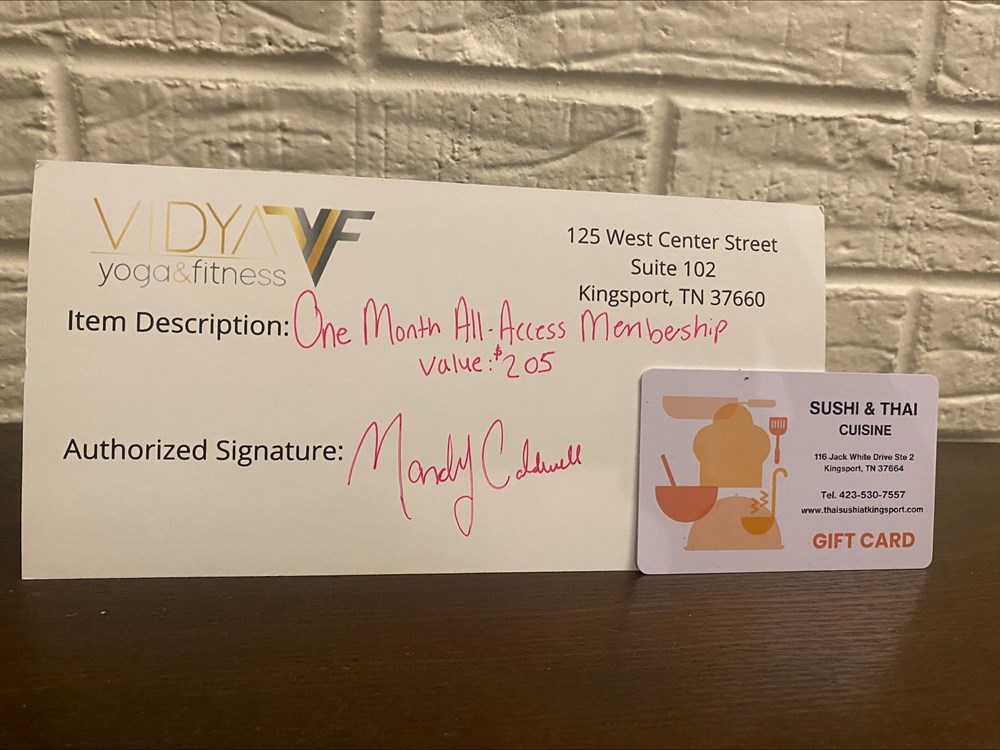 VIDYA VF
yoga&fitness
125 West Center Street
Suite 102
Kingsport, TN 37660
Item Description: One Month All-Access Membership
value: $205
Authorized Signature: Mandy Caldwell
SUSHI & THAI
CUISINE
116 Jack White Drive Ste 2
Kingsport, TN 37664
Tel. 423-530-7557
www.thaisushiatkingsport.com
GIFT CARD